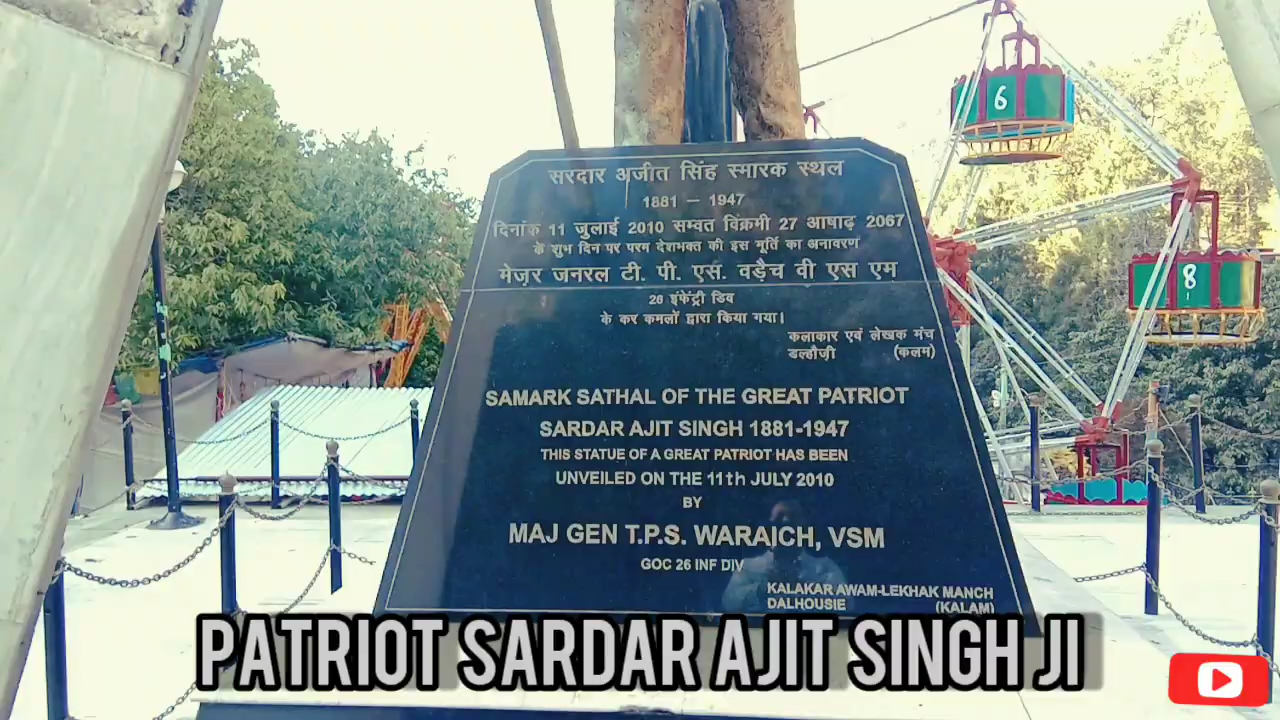 सरदार अजीत सिंह स्मारक स्थल
1881 — 1947
दिनांक 11 जुलाई 2010 सम्वत विक्रमी 27 आषाढ़ 2067
के शुभ दिन पर परम देशभक्त की इस मूर्ति का अनावरण
मेज़र जनरल टी. पी. एस. वड़ैच वी एस एम
26 इंफेंट्री डिव
के कर कमलों द्वारा किया गया।
कलाकार एवं लेखक मंच
डल्हौज़ी (कलम)
SAMARK SATHAL OF THE GREAT PATRIOT
SARDAR AJIT SINGH 1881-1947
THIS STATUE OF A GREAT PATRIOT HAS BEEN
UNVEILED ON THE 11th JULY 2010
BY
MAJ GEN T.P.S. WARAICH, VSM
GOC 26 INF DIV
KALAKAR AWAM-LEKHAK MANCH
DALHOUSIE (KALAM)
6
8
PATRIOT SARDAR AJIT SINGH JI